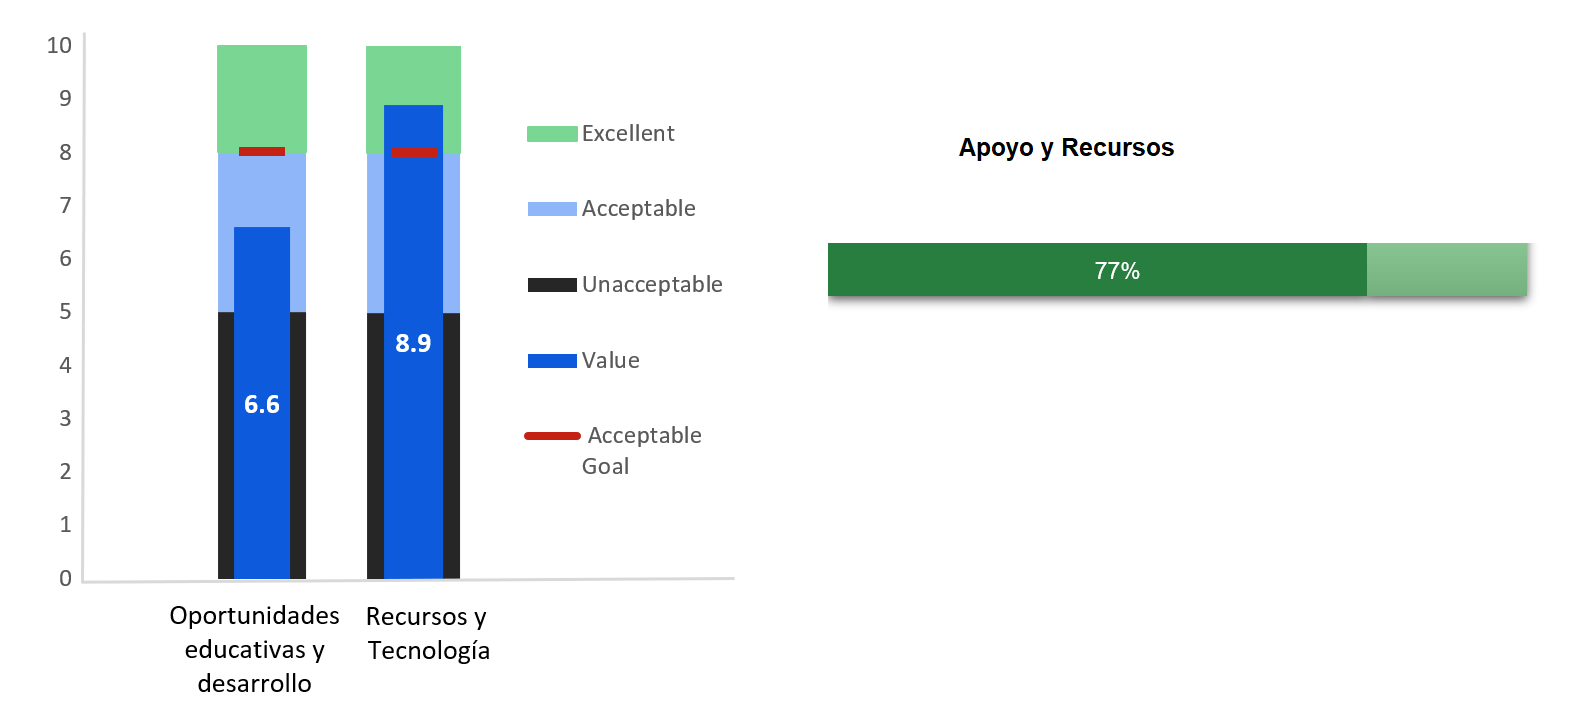 10
9
8
7
6
5
4
3
2
1
0
6.6
8.9
Oportunidades
educativas y
desarrollo
Recursos y
Tecnología
Excellent
Acceptable
Unacceptable
Value
Acceptable
Goal
Apoyo y Recursos
77%